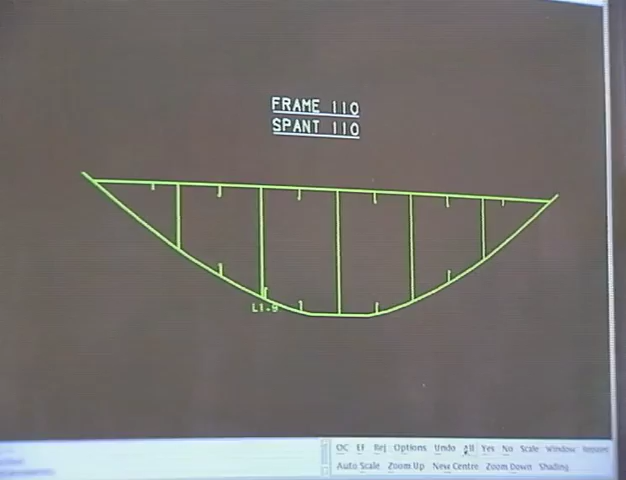 FRAME 110
SPANT 110
L1.9
OC EF Rej Options Undo All Yes No Scale Window
Auto Scale Zoom Up New Centre Zoom Down Shading